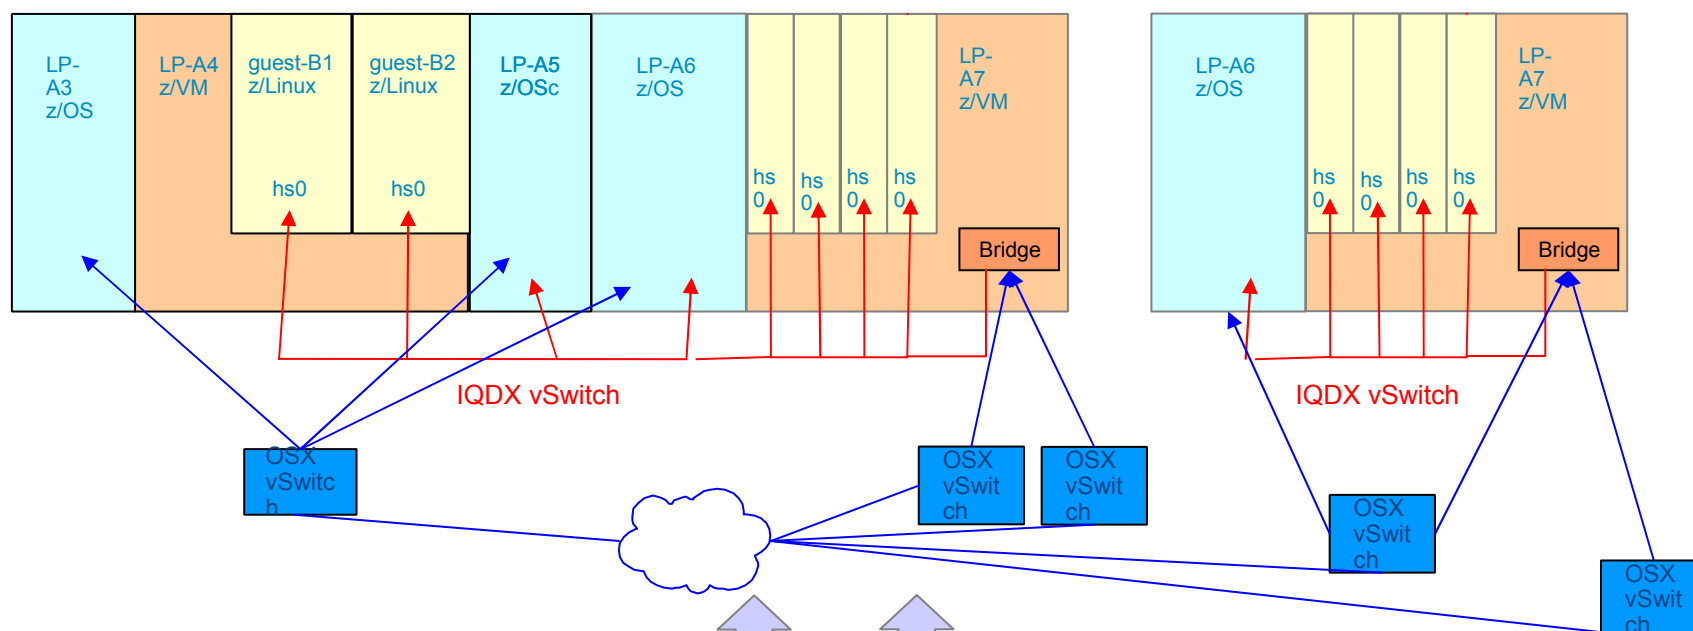 LP-
A3
z/OS
LP-A4
z/VM
guest-B1
z/Linux
hs0
guest-B2
z/Linux
hs0
LP-A5
z/OSc
LP-A6
z/OS
hs
0
hs
0
hs
0
hs
0
LP-
A7
z/VM
Bridge
LP-A6
z/OS
hs
0
hs
0
hs
0
hs
0
LP-
A7
z/VM
Bridge
IQDX vSwitch
IQDX vSwitch
OSX
vSwitc
h
OSX
vSwit
ch
OSX
vSwit
ch
OSX
vSwit
ch
OSX
vSwit
ch